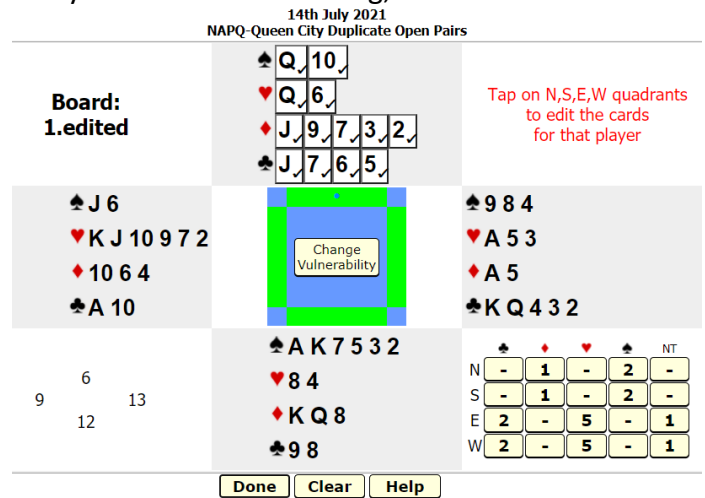 14th July 2021
NAPQ-Queen City Duplicate Open Pairs
Board:
1.edited
♠ Q 10
♥ Q 6
♦ J 9 7 3 2
♣ J 7 6 5
Tap on N,S,E,W quadrants
to edit the cards
for that player
♠ J 6
♥ K J 10 9 7 2
♦ 10 6 4
♣ A 10
Change
Vulnerability
♠ 9 8 4
♥ A 5 3
♦ A 5
♣ K Q 4 3 2
6
9 13
12
♠ A K 7 5 3 2
♥ 8 4
♦ K Q 8
♣ 9 8
♣ ♦ ♥ ♠ NT
N - 1 - 2 -
S - 1 - 2 -
E 2 - 5 - 1
W 2 - 5 - 1
Done Clear Help